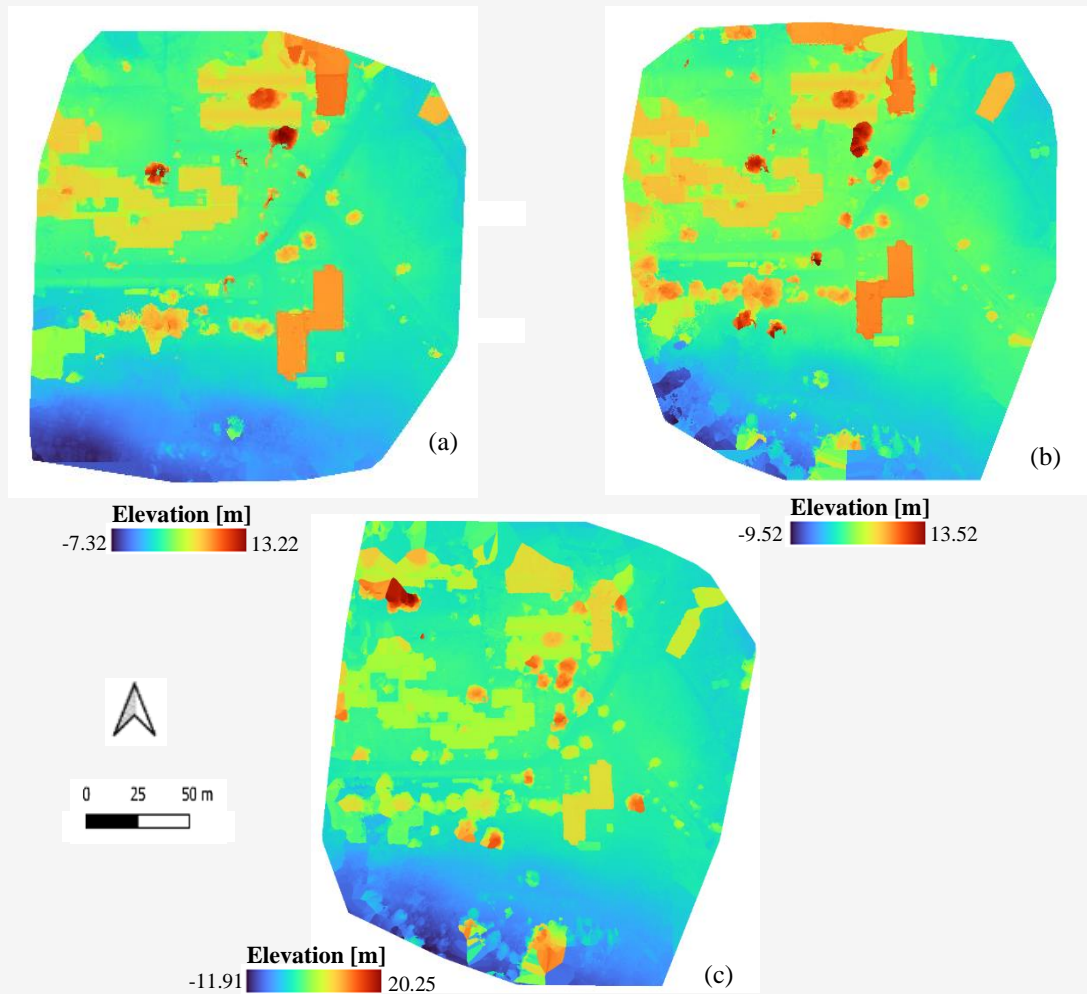 (a)
(b)
Elevation [m]
-7.32 13.22
Elevation [m]
-9.52 13.52
0 25 50 m
Elevation [m]
-11.91 20.25
(c)